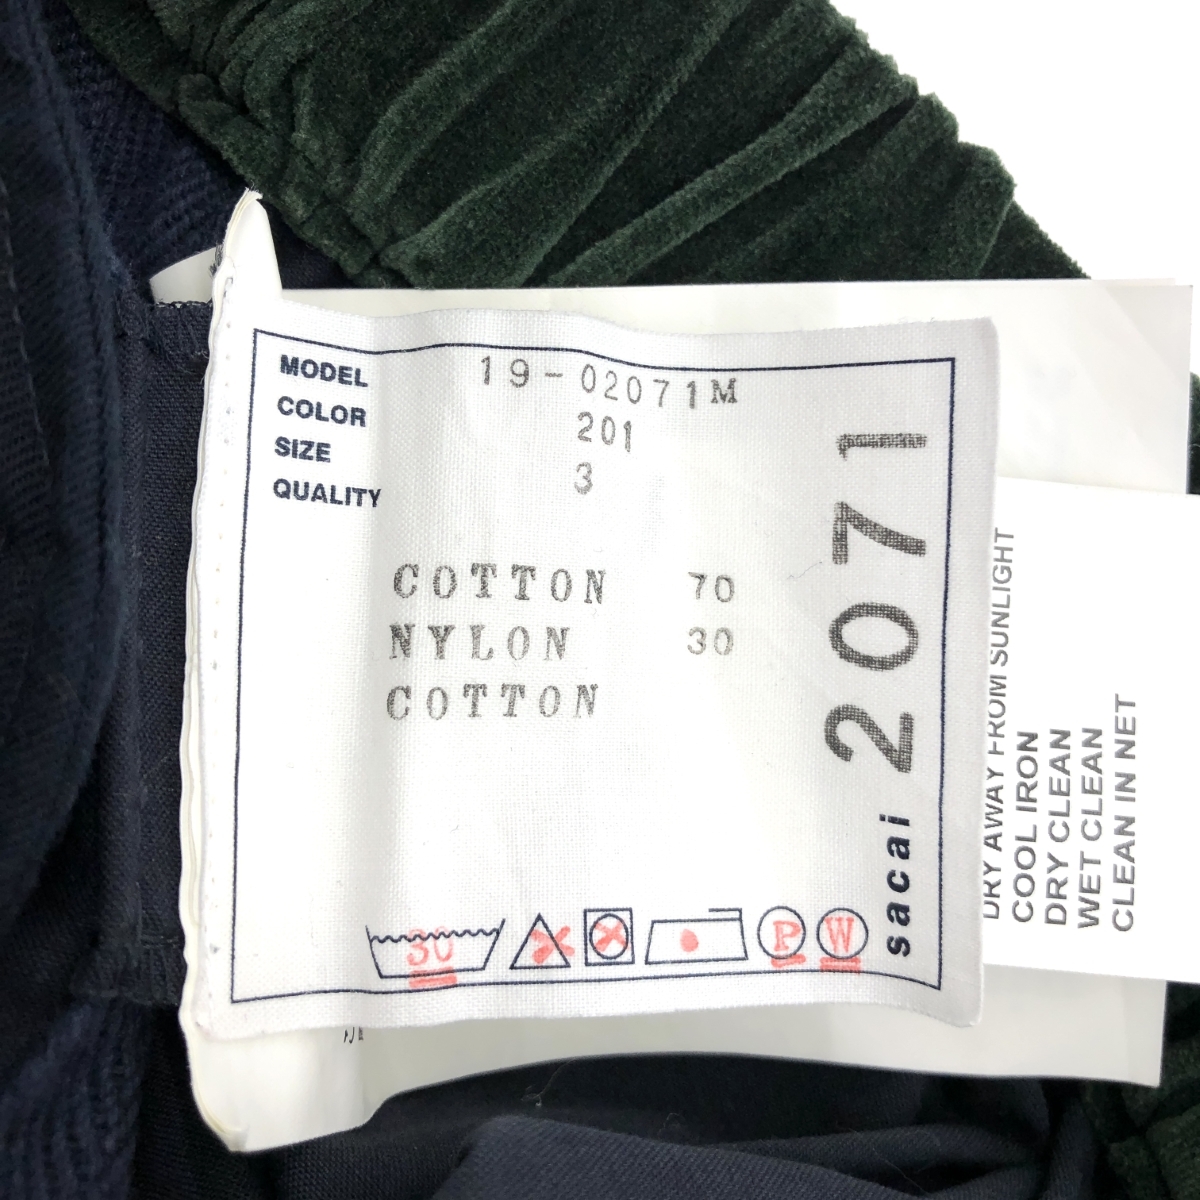 MODEL 19-02071M
COLOR 201
SIZE 3
QUALITY
COTTON 70
NYLON 30
COTTON
30
P
W
sacai 2071
DRY AWAY FROM SUNLIGHT
COOL IRON
DRY CLEAN
WET CLEAN
CLEAN IN NET